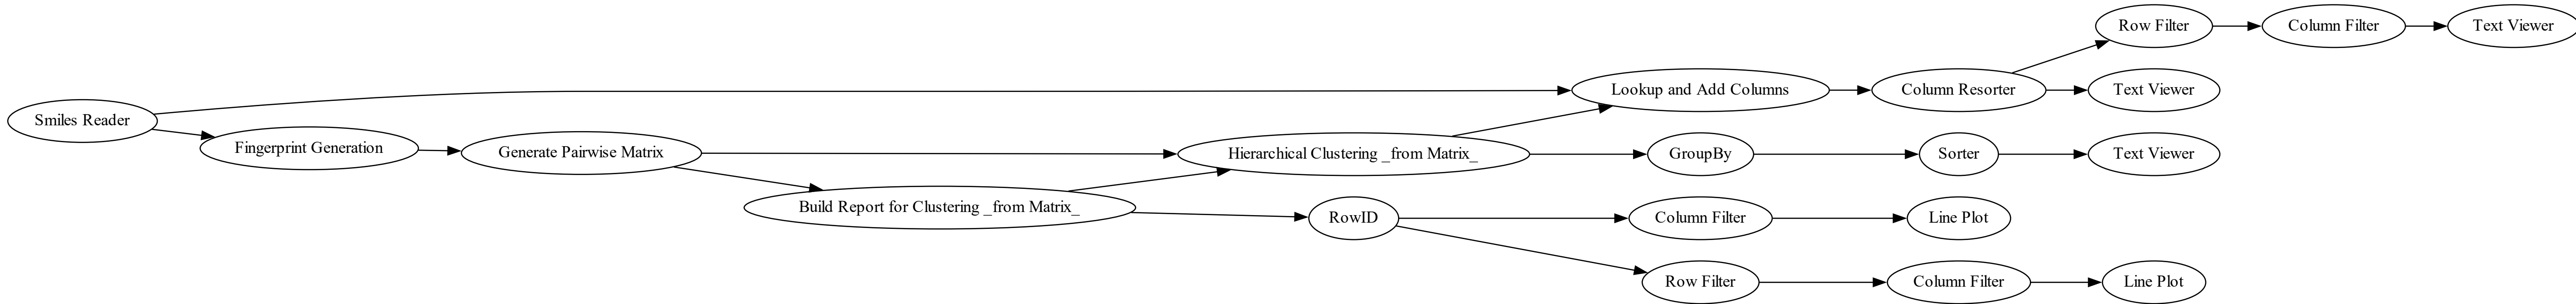 Row Filter
Column Filter
Text Viewer
Lookup and Add Columns
Column Resorter
Text Viewer
Smiles Reader
Fingerprint Generation
Generate Pairwise Matrix
Hierarchical Clustering _from Matrix_
GroupBy
Sorter
Text Viewer
Build Report for Clustering _from Matrix_
RowID
Column Filter
Line Plot
Row Filter
Column Filter
Line Plot